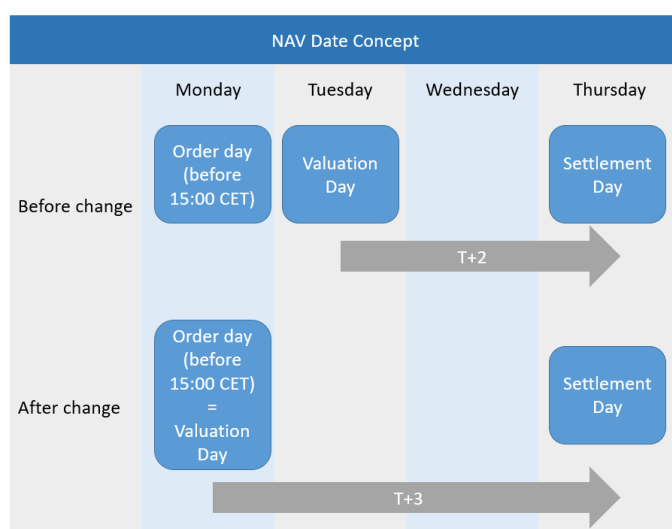 NAV Date Concept
Monday Tuesday Wednesday Thursday
Before change
Order day
(before
15:00 CET)
Valuation
Day
Settlement
Day
T+2
After change
Order day
(before
15:00 CET)
=
Valuation
Day
Settlement
Day
T+3